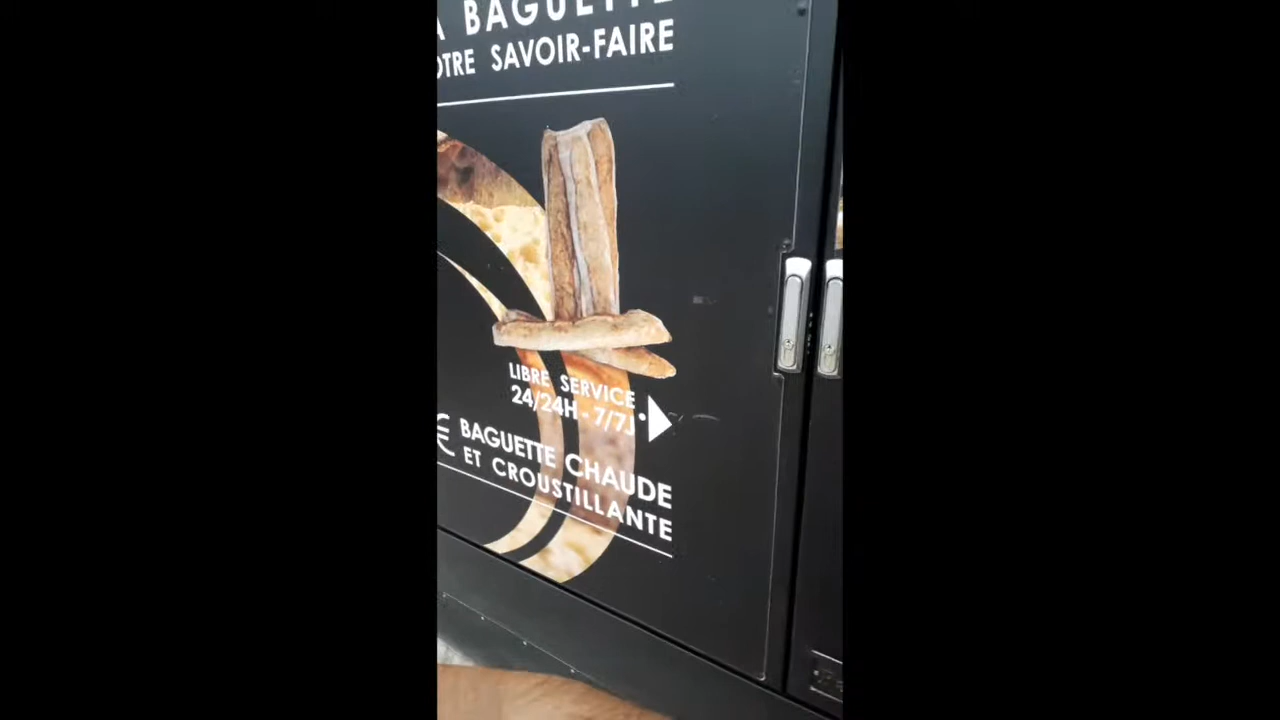 BAGUETTE
SAVOIR-FAIRE
LIBRE SERVICE
24/24H - 7/7J
€ BAGUETTE CHAUDE
ET CROUSTILLANTE